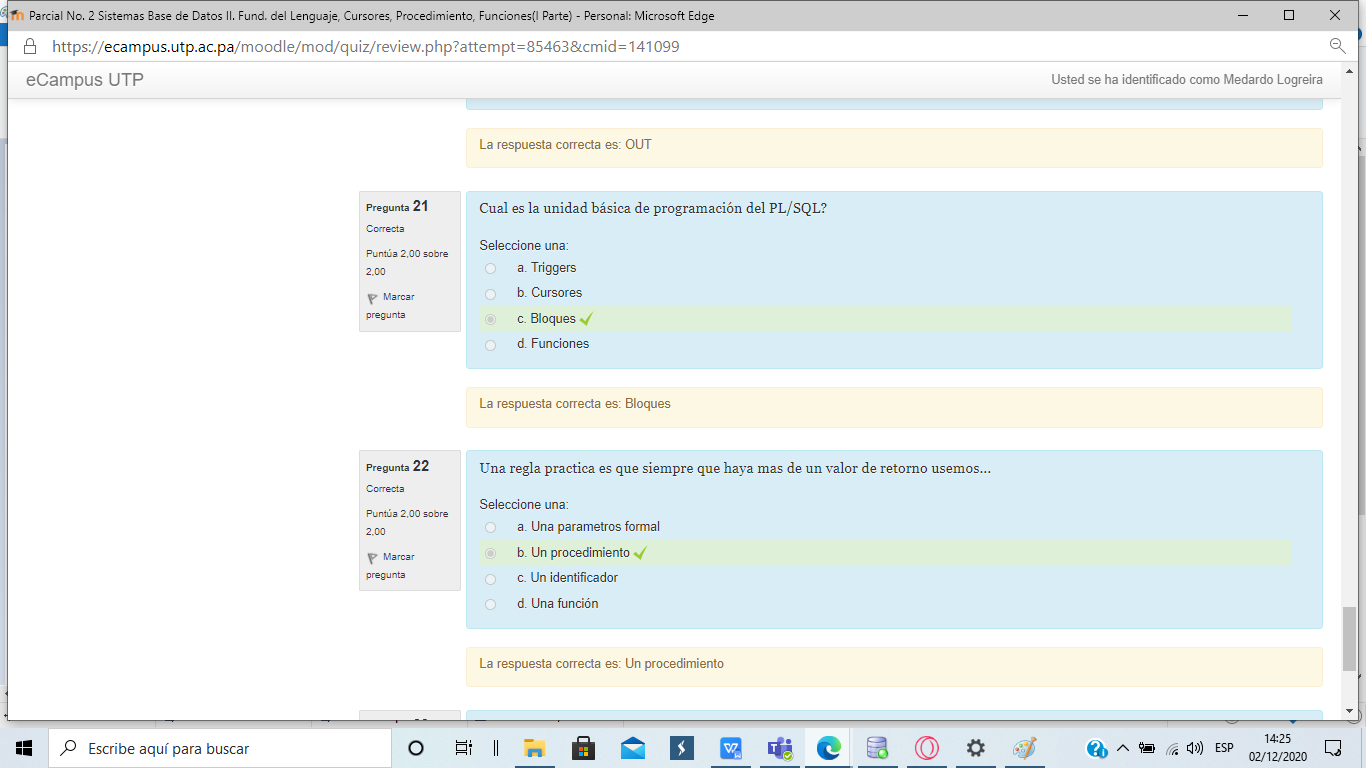 Parcial No. 2 Sistemas Base de Datos II. Fund. del Lenguaje, Cursores, Procedimiento, Funciones(I Parte) - Personal: Microsoft Edge
https://ecampus.utp.ac.pa/moodle/mod/quiz/review.php?attempt=85463&cmid=141099
eCampus UTP
Usted se ha identificado como Medardo Logreira
La respuesta correcta es: OUT
Pregunta 21
Correcta
Puntúa 2,00 sobre
2,00
Marcar
pregunta
Cual es la unidad básica de programación del PL/SQL?
Seleccione una:
a. Triggers
b. Cursores
c. Bloques
d. Funciones
La respuesta correcta es: Bloques
Pregunta 22
Correcta
Puntúa 2,00 sobre
2,00
Marcar
pregunta
Una regla practica es que siempre que haya mas de un valor de retorno usemos...
Seleccione una:
a. Una parametros formal
b. Un procedimiento
c. Un identificador
d. Una función
La respuesta correcta es: Un procedimiento
Escribe aquí para buscar
ESP
14:25
02/12/2020